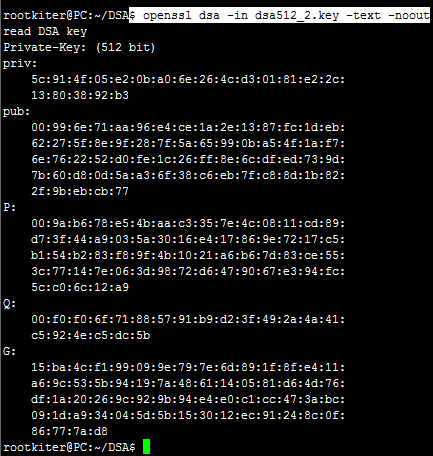 rootkiter@PC:~/DSA$ openssl dsa -in dsa512_2.key -text -noout
read DSA key
Private-Key: (512 bit)
priv:
    5c:91:4f:05:e2:0b:a0:6e:26:4c:d3:01:81:e2:2c:
    13:80:38:92:b3
pub:
    00:99:6e:71:aa:96:e4:ce:1a:2e:13:87:fc:1d:eb:
    62:27:5f:8e:9f:28:7f:5a:65:99:0b:a5:4f:1a:f7:
    6e:76:22:52:d0:fe:1c:26:ff:8e:6c:df:ed:73:9d:
    7b:60:d8:0d:5a:a3:6f:38:c6:eb:7f:c8:8d:1b:82:
    2f:9b:eb:cb:77
P:
    00:9a:b6:78:e5:4b:aa:c3:35:7e:4c:08:11:cd:89:
    d7:3f:44:a9:03:5a:30:16:e4:17:86:9e:72:17:c5:
    b1:54:b2:83:f8:9f:4b:10:21:a6:b6:7d:83:ce:55:
    3c:77:14:7e:06:3d:98:72:d6:47:90:67:e3:94:fc:
    5c:c0:6c:12:a9
Q:
    00:f0:f0:6f:71:88:57:91:b9:d2:3f:49:2a:4a:41:
    c5:92:4e:c5:dc:5b
G:
    15:ba:4c:f1:99:09:9e:79:7e:6d:89:1f:8f:e4:11:
    a6:9c:53:5b:94:19:7a:48:61:14:05:81:d6:4d:76:
    df:1a:20:26:9c:92:9b:94:e4:e0:c1:cc:47:3a:bc:
    09:1d:a9:34:04:5d:5b:15:30:12:ec:91:24:8c:0f:
    86:77:7a:d8
rootkiter@PC:~/DSA$